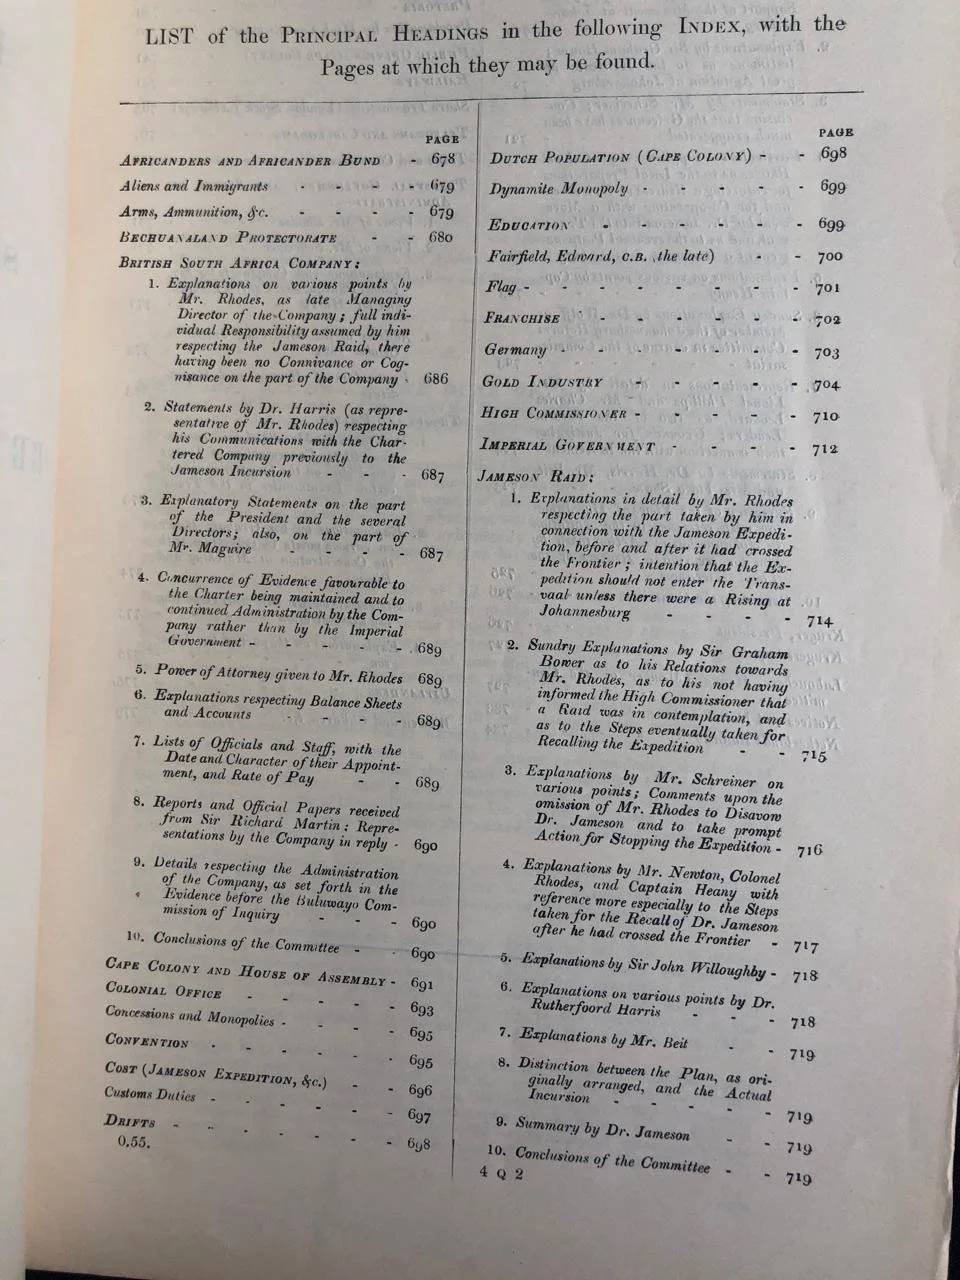 LIST of the PRINCIPAL HEADINGS in the following INDEX, with the
Pages at which they may be found.
PAGE
AFRICANDERS AND AFRICANDER BUND - 678
Aliens and Immigrants - - - - 679
Arms, Ammunition, &c. - - - - 679
BECHUANALAND PROTECTORATE - - 680
BRITISH SOUTH AFRICA COMPANY:
1. Explanations on various points by
Mr. Rhodes, as late Managing
Director of the Company; full indi-
vidual Responsibility assumed by him
respecting the Jameson Raid, there
having been no Connivance or Cog-
nisance on the part of the Company - 686
2. Statements by Dr. Harris (as repre-
sentative of Mr. Rhodes) respecting
his Communications with the Char-
tered Company previously to the
Jameson Incursion - - - 687
3. Explanatory Statements on the part
of the President and the several
Directors; also, on the part of
Mr. Maguire - - - - 687
4. Concurrence of Evidence favourable to
the Charter being maintained and to
continued Administration by the Com-
pany rather than by the Imperial
Government - - - - - 689
5. Power of Attorney given to Mr. Rhodes 689
6. Explanations respecting Balance Sheets
and Accounts - - - - 689
7. Lists of Officials and Staff, with the
Date and Character of their Appoint-
ment, and Rate of Pay - - 689
8. Reports and Official Papers received
from Sir Richard Martin: Repre-
sentations by the Company in reply - 690
9. Details respecting the Administration
of the Company, as set forth in the
Evidence before the Buluwayo Com-
mission of Inquiry - - - 690
10. Conclusions of the Committee - - 690
CAPE COLONY AND HOUSE OF ASSEMBLY - 691
COLONIAL OFFICE - - - - - 693
Concessions and Monopolies - - - - 695
CONVENTION - - - - - - 695
COST (JAMESON EXPEDITION, &c.) - - 696
Customs Duties - - - - - - 697
DRIFTS - - - - - - - 698
0.55.
PAGE
DUTCH POPULATION (CAPE COLONY) - - 698
Dynamite Monopoly - - - - - 699
EDUCATION - - - - - - 699
Fairfield, Edward, C.B. (the late) - - 700
Flag - - - - - - - - 701
FRANCHISE - - - - - - 702
Germany - - - - - - - 703
GOLD INDUSTRY - - - - - 704
HIGH COMMISSIONER - - - - - 710
IMPERIAL GOVERNMENT - - - - 712
JAMESON RAID:
1. Explanations in detail by Mr. Rhodes
respecting the part taken by him in
connection with the Jameson Expedi-
tion, before and after it had crossed
the Frontier; intention that the Ex-
pedition should not enter the Trans-
vaal unless there were a Rising at
Johannesburg - - - - 714
2. Sundry Explanations by Sir Graham
Bower as to his Relations towards
Mr. Rhodes, as to his not having
informed the High Commissioner that
a Raid was in contemplation, and
as to the Steps eventually taken for
Recalling the Expedition - - 715
3. Explanations by Mr. Schreiner on
various points; Comments upon the
omission of Mr. Rhodes to Disavow
Dr. Jameson and to take prompt
Action for Stopping the Expedition - 716
4. Explanations by Mr. Newton, Colonel
Rhodes, and Captain Heany with
reference more especially to the Steps
taken for the Recall of Dr. Jameson
after he had crossed the Frontier - 717
5. Explanations by Sir John Willoughby - 718
6. Explanations on various points by Dr.
Rutherfoord Harris - - - 718
7. Explanations by Mr. Beit - - 719
8. Distinction between the Plan, as ori-
ginally arranged, and the Actual
Incursion - - - - - 719
9. Summary by Dr. Jameson - - 719
10. Conclusions of the Committee - - 719
4 Q 2